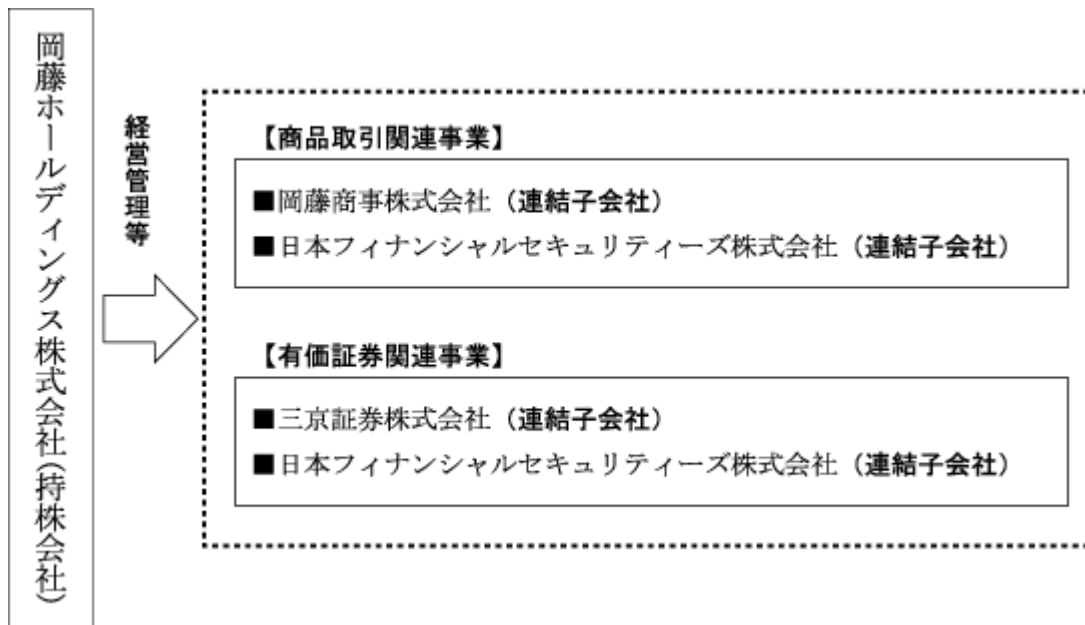 岡藤ホールディングス株式会社(持株会社)
経営管理等
【商品取引関連事業】
■岡藤商事株式会社(連結子会社)
■日本フィナンシャルセキュリティーズ株式会社(連結子会社)
【有価証券関連事業】
■三京証券株式会社(連結子会社)
■日本フィナンシャルセキュリティーズ株式会社(連結子会社)